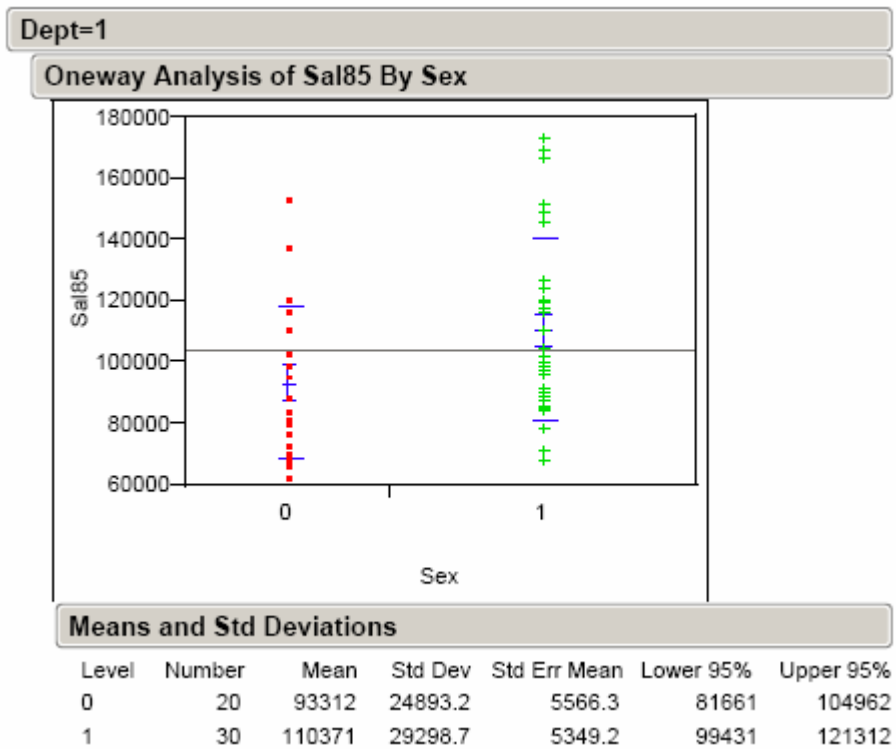 Dept=1
Oneway Analysis of Sal85 By Sex
180000
160000
140000
120000
100000
80000
60000
Sal85
0 1
Sex
Means and Std Deviations
Level Number Mean Std Dev Std Err Mean Lower 95% Upper 95%
0 20 93312 24893.2 5566.3 81661 104962
1 30 110371 29298.7 5349.2 99431 121312